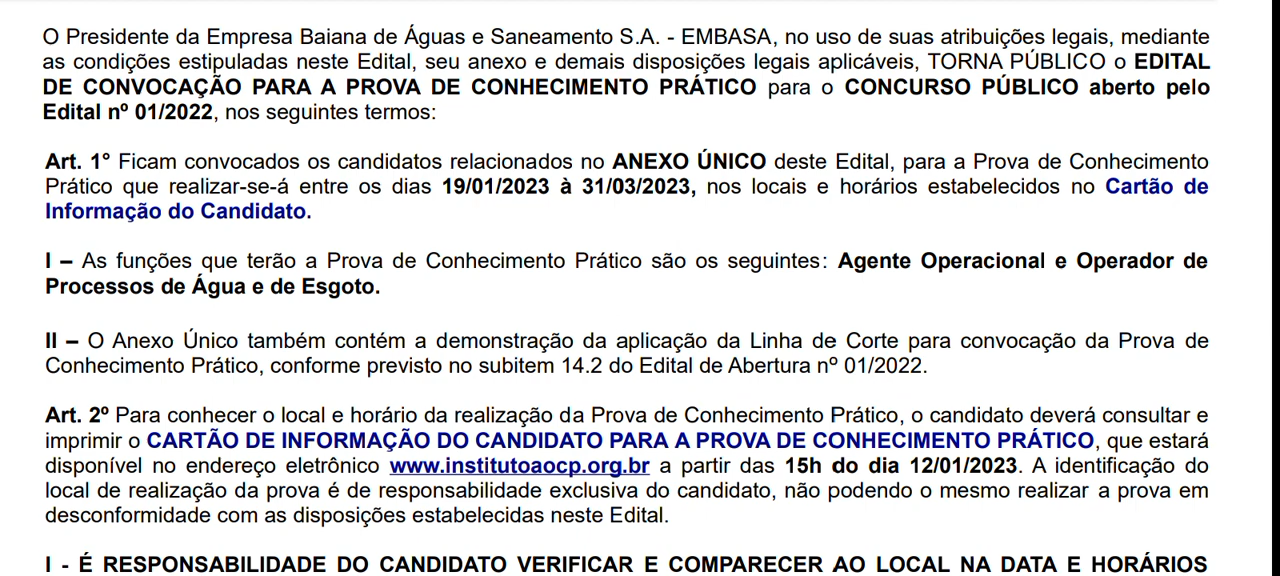 O Presidente da Empresa Baiana de Águas e Saneamento S.A. - EMBASA, no uso de suas atribuições legais, mediante
as condições estipuladas neste Edital, seu anexo e demais disposições legais aplicáveis, TORNA PÚBLICO o EDITAL
DE CONVOCAÇÃO PARA A PROVA DE CONHECIMENTO PRÁTICO para o CONCURSO PÚBLICO aberto pelo
Edital nº 01/2022, nos seguintes termos:
Art. 1° Ficam convocados os candidatos relacionados no ANEXO ÚNICO deste Edital, para a Prova de Conhecimento
Prático que realizar-se-á entre os dias 19/01/2023 à 31/03/2023, nos locais e horários estabelecidos no Cartão de
Informação do Candidato.
I – As funções que terão a Prova de Conhecimento Prático são os seguintes: Agente Operacional e Operador de
Processos de Água e de Esgoto.
II – O Anexo Único também contém a demonstração da aplicação da Linha de Corte para convocação da Prova de
Conhecimento Prático, conforme previsto no subitem 14.2 do Edital de Abertura nº 01/2022.
Art. 2º Para conhecer o local e horário da realização da Prova de Conhecimento Prático, o candidato deverá consultar e
imprimir o CARTÃO DE INFORMAÇÃO DO CANDIDATO PARA A PROVA DE CONHECIMENTO PRÁTICO, que estará
disponível no endereço eletrônico www.institutoaocp.org.br a partir das 15h do dia 12/01/2023. A identificação do
local de realização da prova é de responsabilidade exclusiva do candidato, não podendo o mesmo realizar a prova em
desconformidade com as disposições estabelecidas neste Edital.
I - É RESPONSABILIDADE DO CANDIDATO VERIFICAR E COMPARECER AO LOCAL NA DATA E HORÁRIOS